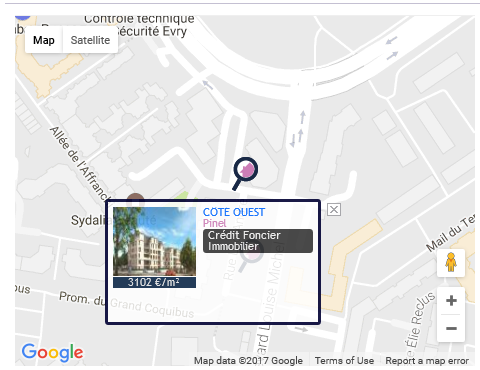 Contrôle technique
Sécurité Evry
Map
Satellite
Allée de l'Affranch
Sydali
CÔTE OUEST
Pinel
Crédit Foncier
Immobilier
3102 €/m²
Rue
ard Louise Mich
Prom. du Grand Coquibus
Mail du Te
e Élie Reclus
Google
Map data ©2017 Google
Terms of Use
Report a map error